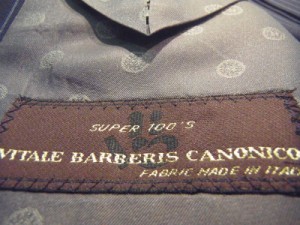 SUPER 100'S
VITALE BARBERIS CANONICO
FABRIC MADE IN ITAL